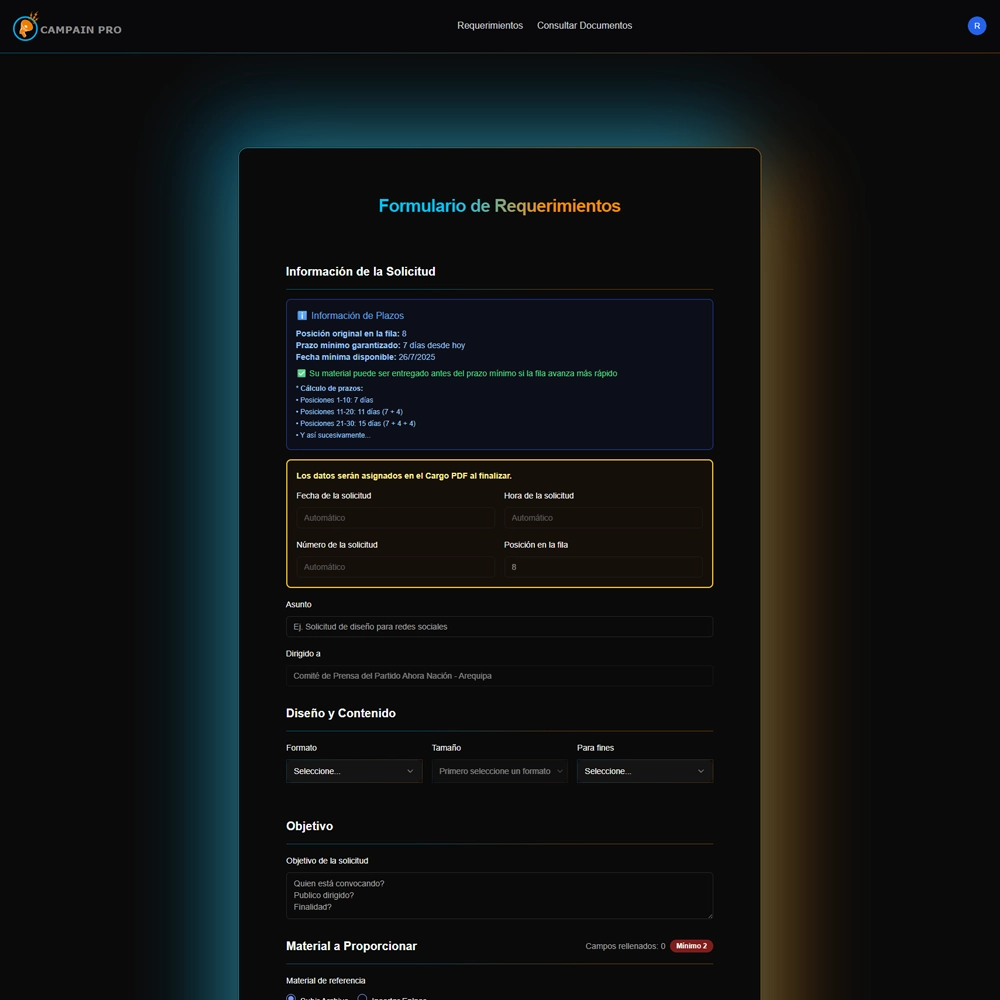 CAMPAIN PRO
Requerimientos Consultar Documentos
R
Formulario de Requerimientos
Información de la Solicitud
Información de Plazos
Posición original en la fila: 8
Prazo mínimo garantizado: 7 días desde hoy
Fecha mínima disponible: 26/7/2025
Su material puede ser entregado antes del prazo mínimo si la fila avanza más rápido
* Cálculo de prazos:
• Posiciones 1-10: 7 días
• Posiciones 11-20: 11 días (7 + 4)
• Posiciones 21-30: 15 días (7 + 4 + 4)
• Y así sucesivamente...
Los datos serán asignados en el Cargo PDF al finalizar.
Fecha de la solicitud Hora de la solicitud
Automático Automático
Número de la solicitud Posición en la fila
Automático 8
Asunto
Ej. Solicitud de diseño para redes sociales
Dirigido a
Comité de Prensa del Partido Ahora Nación - Arequipa
Diseño y Contenido
Formato Tamaño Para fines
Seleccione... Primero seleccione un formato Seleccione...
Objetivo
Objetivo de la solicitud
Quien está convocando?
Publico dirigido?
Finalidad?
Material a Proporcionar Campos rellenados: 0 Mínimo 2
Material de referencia
Subir Archivo Insertar Enlace